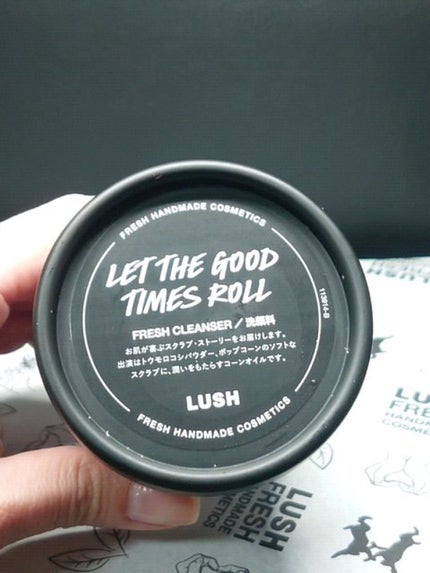 FRESH HANDMADE COSMETICS
LET THE GOOD
TIMES ROLL
FRESH CLEANSER／洗顔料
お肌が喜ぶスクラブ・ストーリーをお届けします。
出演はトウモロコシパウダー、ポップコーンのソフトな
スクラブに、潤いをもたらすコーンオイルです。
LUSH
FRESH HANDMADE COSMETICS
LUSH
FRESH
HANDMADE
COSMETICS
LU
FRE
HAND
COSME